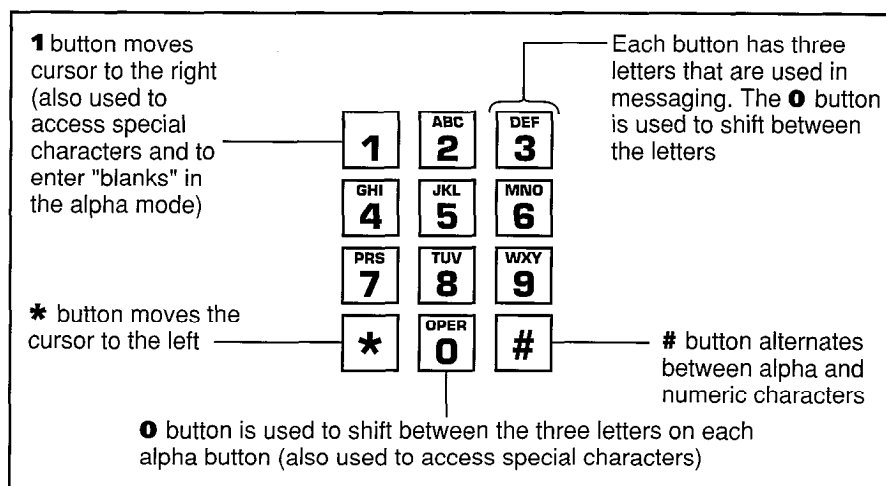 1 button moves
cursor to the right
(also used to
access special
characters and to
enter "blanks" in
the alpha mode)
Each button has three
letters that are used in
messaging. The 0 button
is used to shift between
the letters
1
ABC
2
DEF
3
GHI
4
JKL
5
MNO
6
PRS
7
TUV
8
WXY
9
*
OPER
0
#
* button moves the
cursor to the left
# button alternates
between alpha and
numeric characters
0 button is used to shift between the three letters on each
alpha button (also used to access special characters)